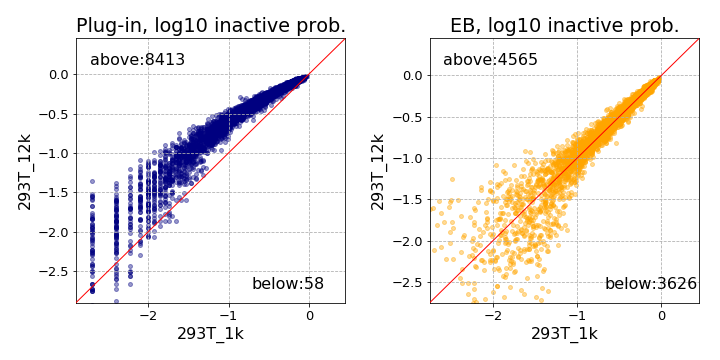 Plug-in, log10 inactive prob.
above:8413
0.0
−0.5
−1.0
−1.5
−2.0
−2.5
293T_12k
below:58
−2
−1
0
293T_1k
EB, log10 inactive prob.
above:4565
0.0
−0.5
−1.0
−1.5
−2.0
−2.5
293T_12k
below:3626
−2
−1
0
293T_1k